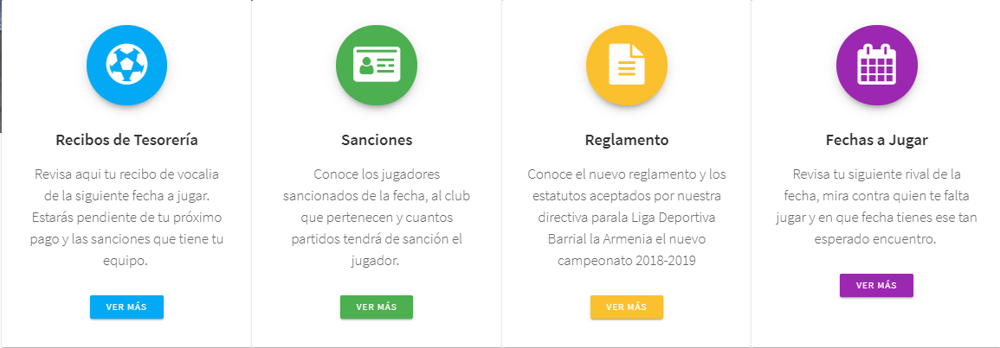 Recibos de Tesorería
Revisa aqui tu recibo de vocalia
de la siguiente fecha a jugar.
Estarás pendiente de tu próximo
pago y las sanciones que tiene tu
equipo.
VER MÁS
Sanciones
Conoce los jugadores
sancionados de la fecha, al club
que pertenecen y cuantos
partidos tendrá de sanción el
jugador.
VER MÁS
Reglamento
Conoce el nuevo reglamento y los
estatutos aceptados por nuestra
directiva parala Liga Deportiva
Barrial la Armenia el nuevo
campeonato 2018-2019
VER MÁS
Fechas a Jugar
Revisa tu siguiente rival de la
fecha, mira contra quien te falta
jugar y en que fecha tienes ese tan
esperado encuentro.
VER MÁS